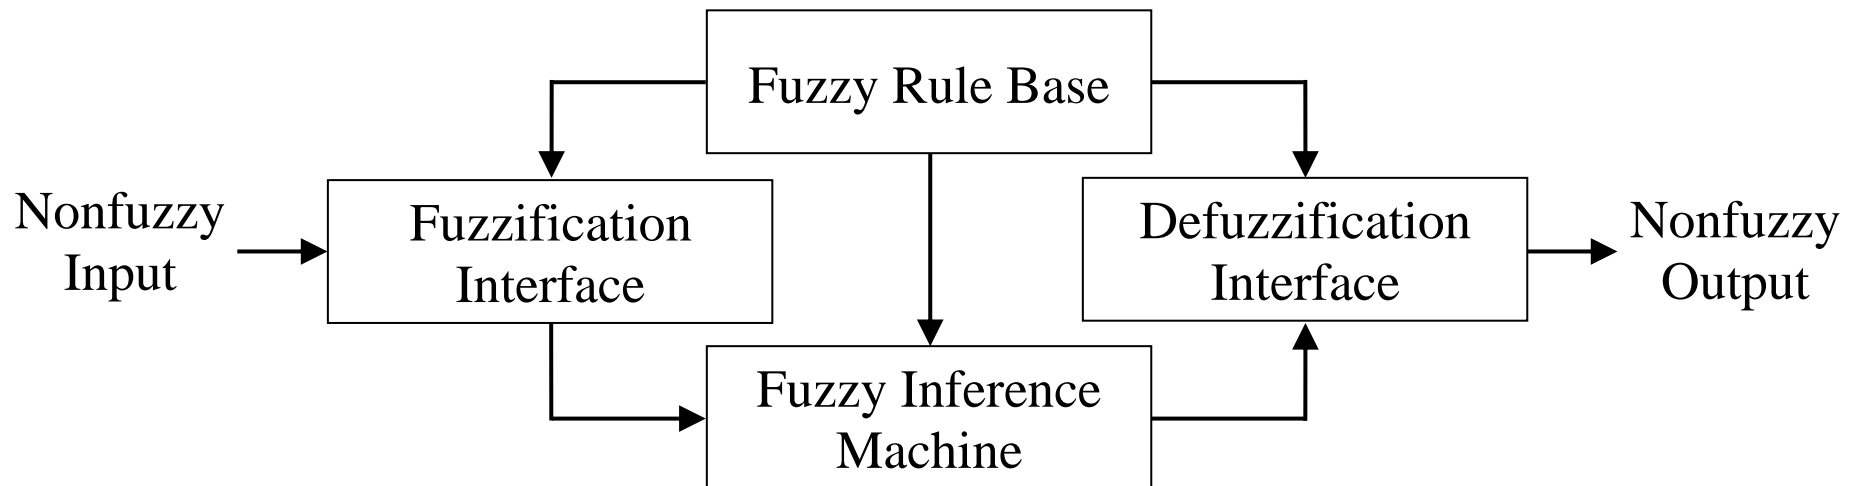 Fuzzy Rule Base
Nonfuzzy
Input
Fuzzification
Interface
Defuzzification
Interface
Nonfuzzy
Output
Fuzzy Inference
Machine